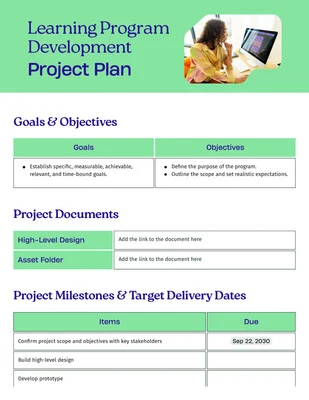 Learning Program
Development
Project Plan
Goals & Objectives
Goals
Objectives
• Establish specific, measurable, achievable,
relevant, and time-bound goals.
• Define the purpose of the program.
• Outline the scope and set realistic expectations.
Project Documents
High-Level Design
Add the link to the document here
Asset Folder
Add the link to the document here
Project Milestones & Target Delivery Dates
Items
Due
Confirm project scope and objectives with key stakeholders
Sep 22, 2030
Build high-level design
Develop prototype